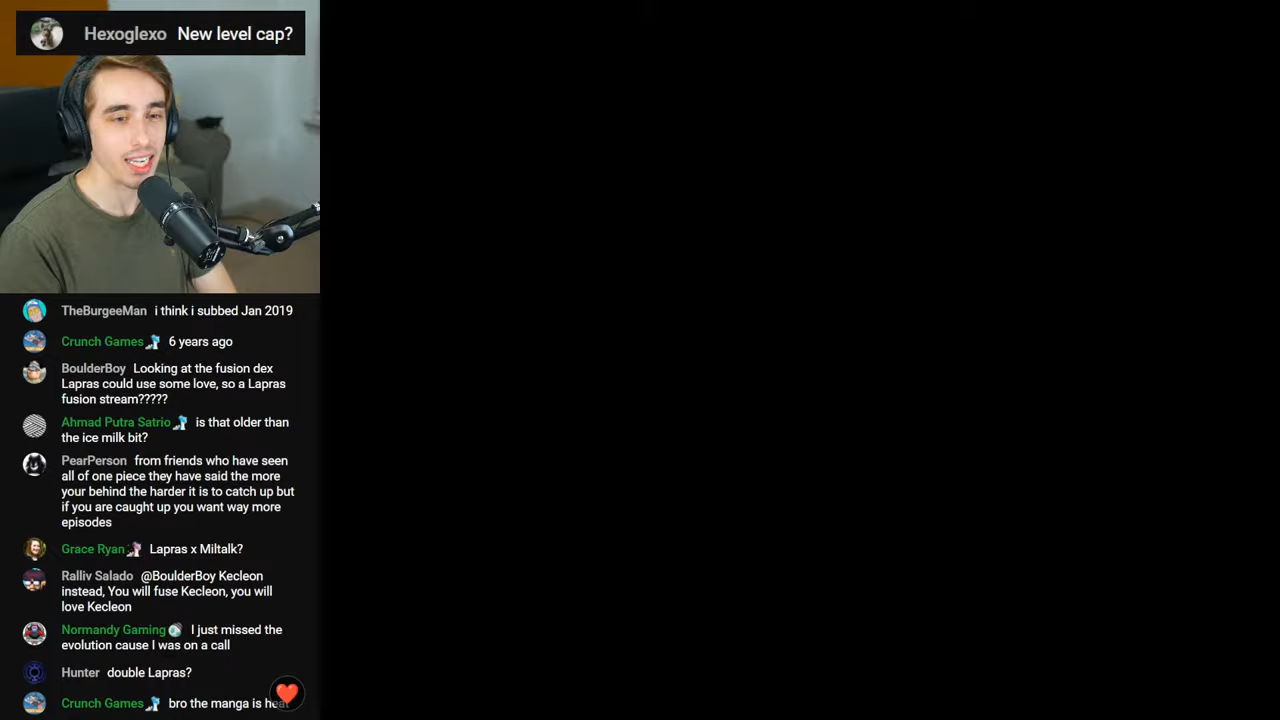 Hexoglexo New level cap?
TheBurgeeMan i think i subbed Jan 2019
Crunch Games 6 years ago
BoulderBoy Looking at the fusion dex
Lapras could use some love, so a Lapras
fusion stream?????
Ahmad Putra Satrio is that older than
the ice milk bit?
PearPerson from friends who have seen
all of one piece they have said the more
your behind the harder it is to catch up but
if you are caught up you want way more
episodes
Grace Ryan Lapras x Miltalk?
Ralliv Salado @BoulderBoy Kecleon
instead, You will fuse Kecleon, you will
love Kecleon
Normandy Gaming I just missed the
evolution cause I was on a call
Hunter double Lapras?
Crunch Games bro the manga is heat